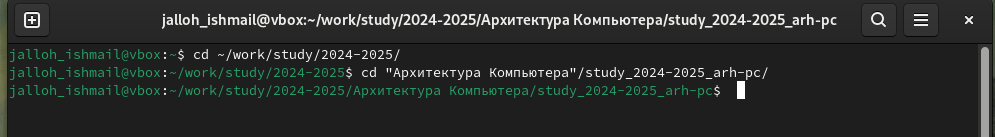 jalloh_ishmail@vbox:~/work/study/2024-2025/Архитектура Компьютера/study_2024-2025_arh-pc
jalloh_ishmail@vbox:~$ cd ~/work/study/2024-2025/
jalloh_ishmail@vbox:~/work/study/2024-2025$ cd "Архитектура Компьютера"/study_2024-2025_arh-pc/
jalloh_ishmail@vbox:~/work/study/2024-2025/Архитектура Компьютера/study_2024-2025_arh-pc$